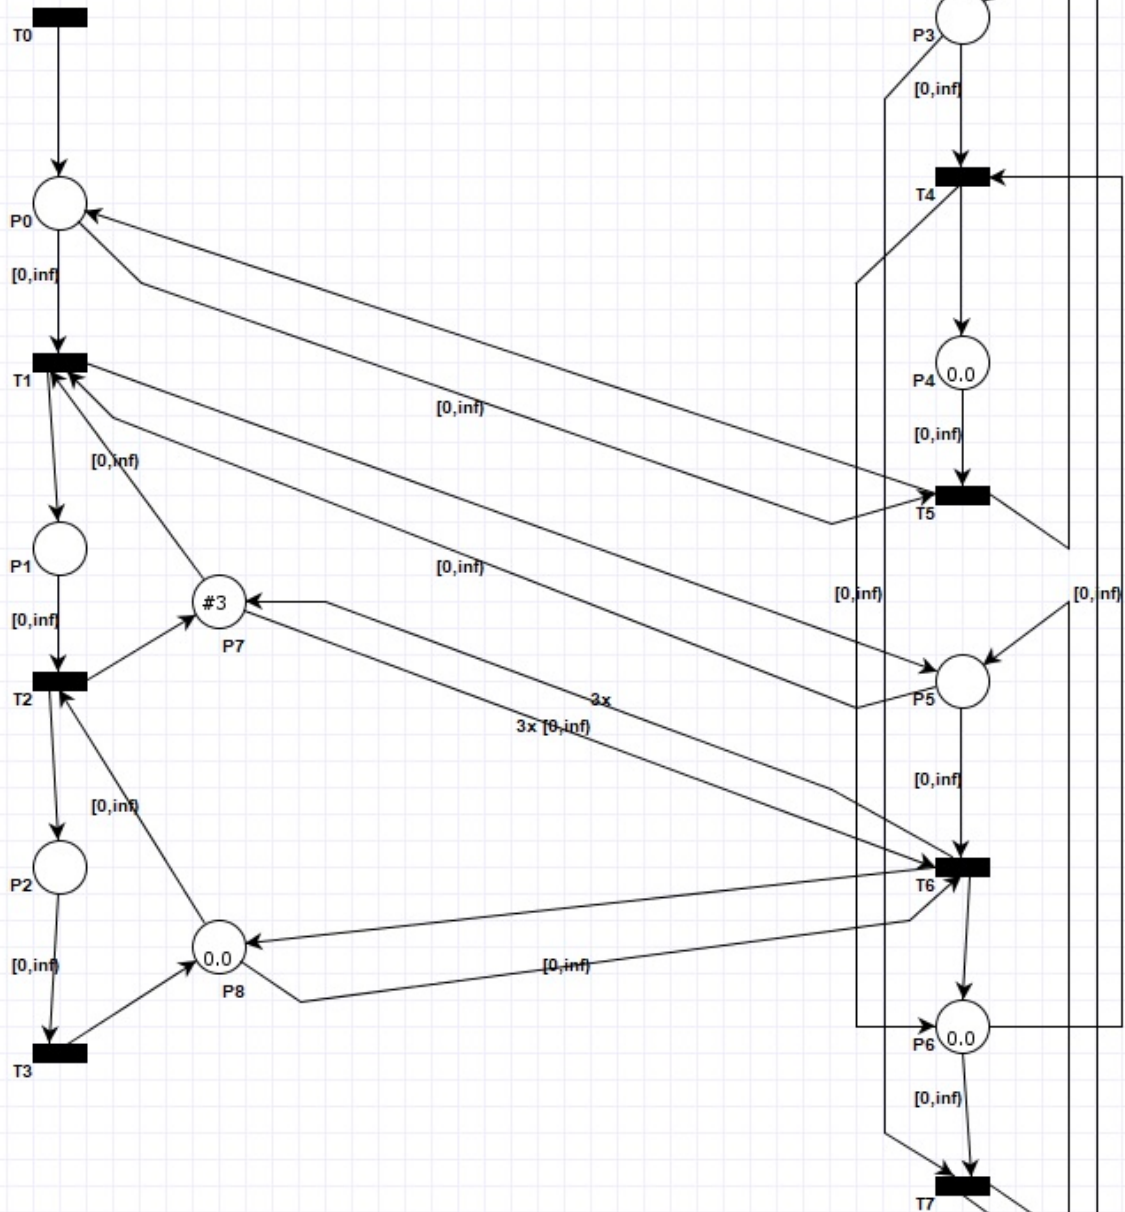 T0
P3
[0,inf)
T4
P0
[0,inf)
T1
P4
0.0
[0,inf)
[0,inf)
[0,inf)
T5
P1
[0,inf)
[0,inf)
[0,inf)
#3
[0,inf)
P7
T2
P5
3x
3x [0,inf)
[0,inf)
[0,inf)
P2
T6
0.0
[0,inf)
[0,inf)
P8
0.0
P6
T3
[0,inf)
T7